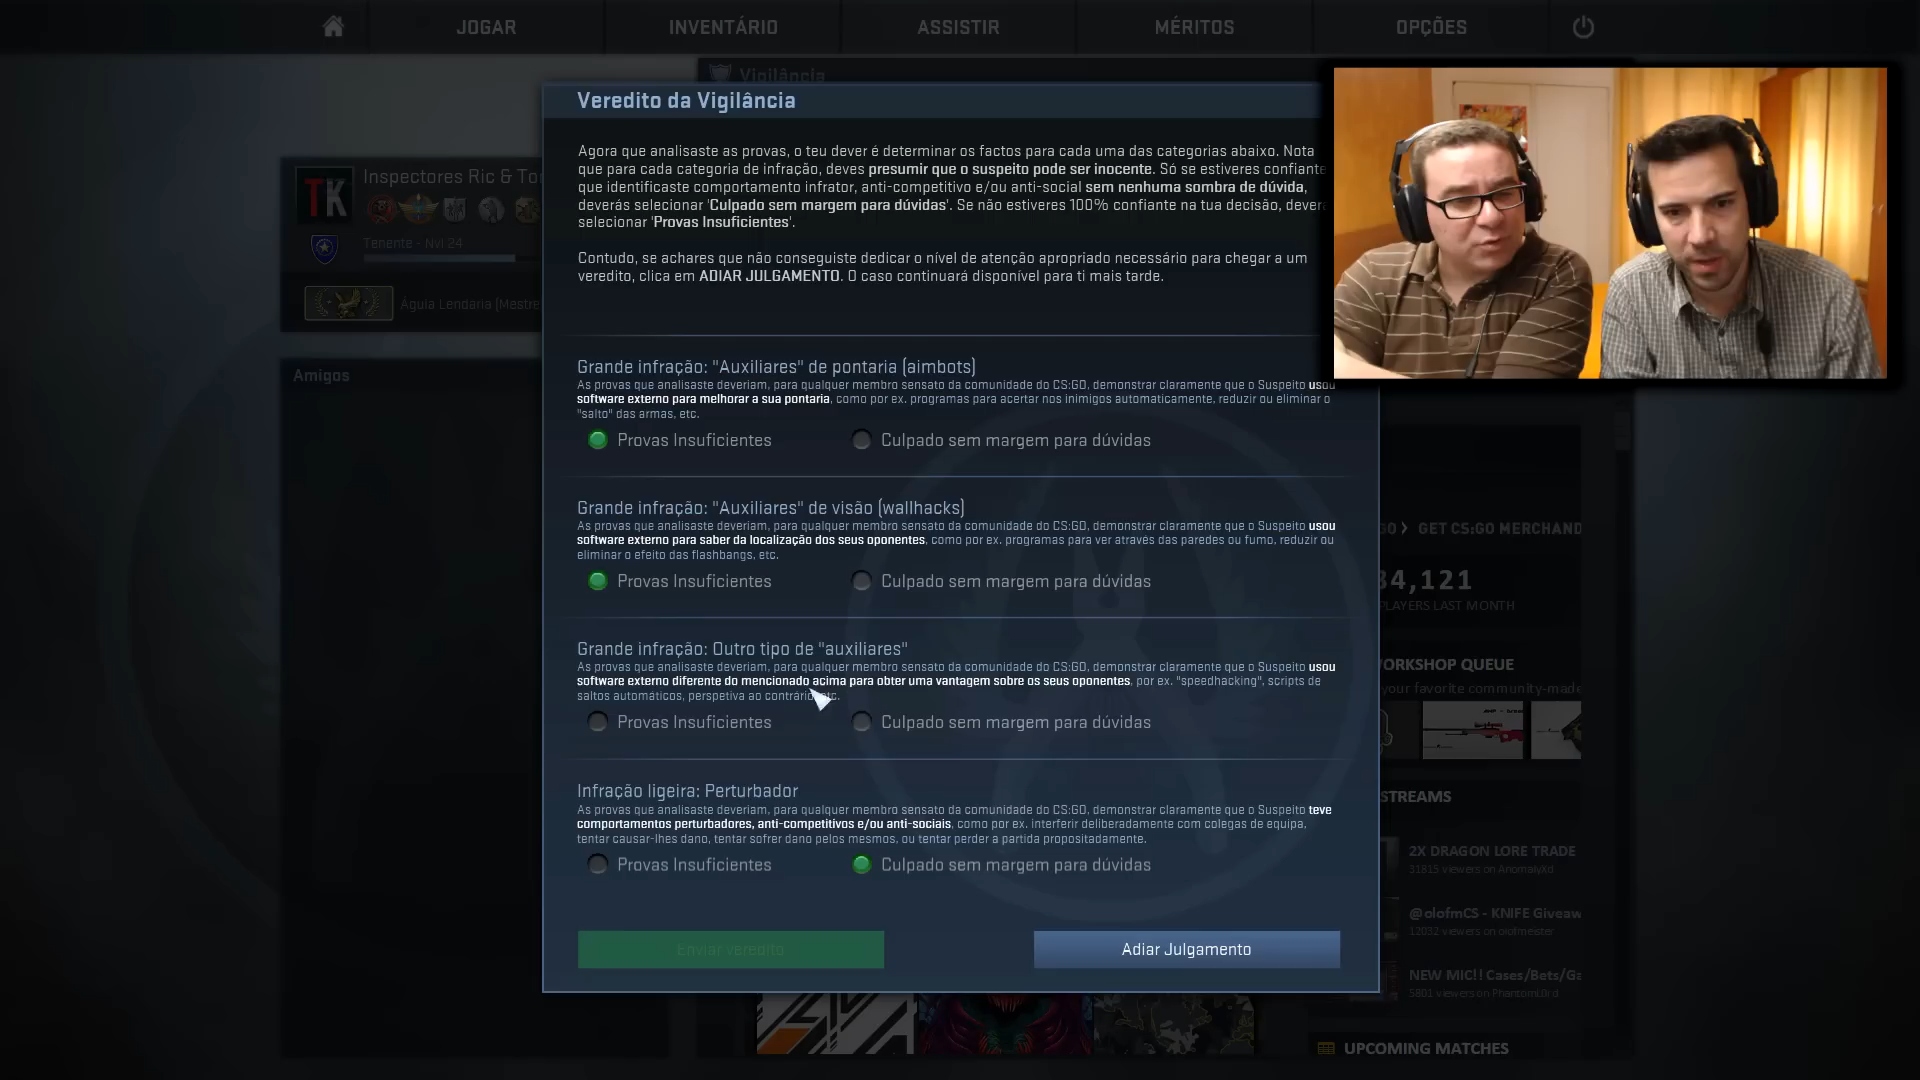 JOGAR
INVENTÁRIO
ASSISTIR
MÉRITOS
OPÇÕES
Vigilância
Veredito da Vigilância
Agora que analisaste as provas, o teu dever é determinar os factos para cada uma das categorias abaixo. Nota
que para cada categoria de infração, deves presumir que o suspeito pode ser inocente. Só se estiveres confiante
que identificaste comportamento infrator, anti-competitivo e/ou anti-social sem nenhuma sombra de dúvida,
deverás selecionar 'Culpado sem margem para dúvidas'. Se não estiveres 100% confiante na tua decisão, deverá
selecionar 'Provas Insuficientes'.
Contudo, se achares que não conseguiste dedicar o nível de atenção apropriado necessário para chegar a um
veredito, clica em ADIAR JULGAMENTO. O caso continuará disponível para ti mais tarde.
TK
Inspectores Ric & To
Tenente - Nvl 24
Águia Lendária (Mestre
Amigos
Grande infração: "Auxiliares" de pontaria (aimbots)
As provas que analisaste deveriam, para qualquer membro sensato da comunidade do CS:GO, demonstrar claramente que o Suspeito usou
software externo para melhorar a sua pontaria, como por ex. programas para acertar nos inimigos automaticamente, reduzir ou eliminar o
"salto" das armas, etc.
Provas Insuficientes
Culpado sem margem para dúvidas
Grande infração: "Auxiliares" de visão (wallhacks)
As provas que analisaste deveriam, para qualquer membro sensato da comunidade do CS:GO, demonstrar claramente que o Suspeito usou
software externo para saber da localização dos seus oponentes, como por ex. programas para ver através das paredes ou fumo, reduzir ou
eliminar o efeito das flashbangs, etc.
Provas Insuficientes
Culpado sem margem para dúvidas
Grande infração: Outro tipo de "auxiliares"
As provas que analisaste deveriam, para qualquer membro sensato da comunidade do CS:GO, demonstrar claramente que o Suspeito usou
software externo diferente do mencionado acima para obter uma vantagem sobre os seus oponentes, por ex. "speedhacking", scripts de
saltos automáticos, perspetiva ao contrário, etc.
Provas Insuficientes
Culpado sem margem para dúvidas
Infração ligeira: Perturbador
As provas que analisaste deveriam, para qualquer membro sensato da comunidade do CS:GO, demonstrar claramente que o Suspeito teve
comportamentos perturbadores, anti-competitivos e/ou anti-sociais, como por ex. interferir deliberadamente com colegas de equipa,
tentar causar-lhes dano, tentar sofrer dano pelos mesmos, ou tentar perder a partida propositadamente.
Provas Insuficientes
Culpado sem margem para dúvidas
Enviar veredito
Adiar Julgamento
GO > GET CS:GO MERCHAND
34,121
PLAYERS LAST MONTH
WORKSHOP QUEUE
your favorite community-made
STREAMS
2X DRAGON LORE TRADE
31815 viewers on AnomalyXd
@olofmCS - KNIFE Giveaw
12032 viewers on olofmeister
NEW MIC!! Cases/Bets/Ga
5801 viewers on PhantomL0rd
UPCOMING MATCHES